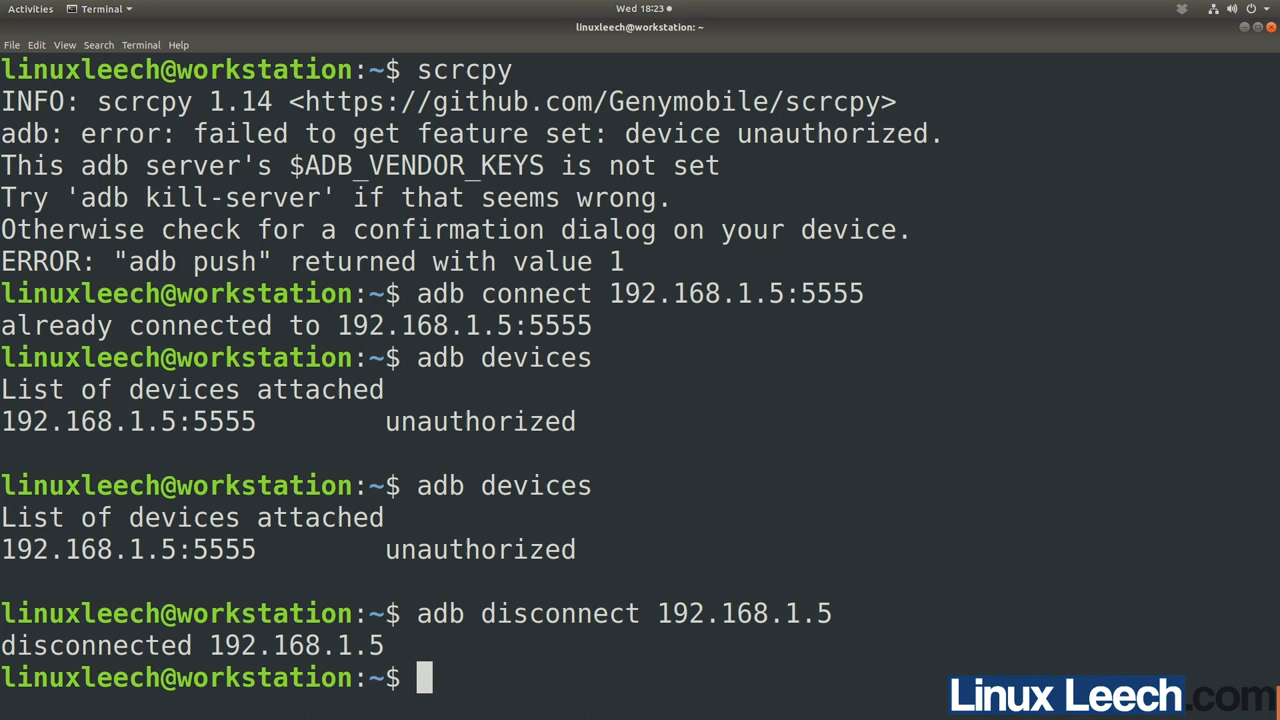 Activities Terminal Wed 18:23
linuxleech@workstation: ~
File Edit View Search Terminal Help
linuxleech@workstation:~$ scrcpy
INFO: scrcpy 1.14 <https://github.com/Genymobile/scrcpy>
adb: error: failed to get feature set: device unauthorized.
This adb server's $ADB_VENDOR_KEYS is not set
Try 'adb kill-server' if that seems wrong.
Otherwise check for a confirmation dialog on your device.
ERROR: "adb push" returned with value 1
linuxleech@workstation:~$ adb connect 192.168.1.5:5555
already connected to 192.168.1.5:5555
linuxleech@workstation:~$ adb devices
List of devices attached
192.168.1.5:5555 unauthorized
linuxleech@workstation:~$ adb devices
List of devices attached
192.168.1.5:5555 unauthorized
linuxleech@workstation:~$ adb disconnect 192.168.1.5
disconnected 192.168.1.5
linuxleech@workstation:~$
Linux Leech.com